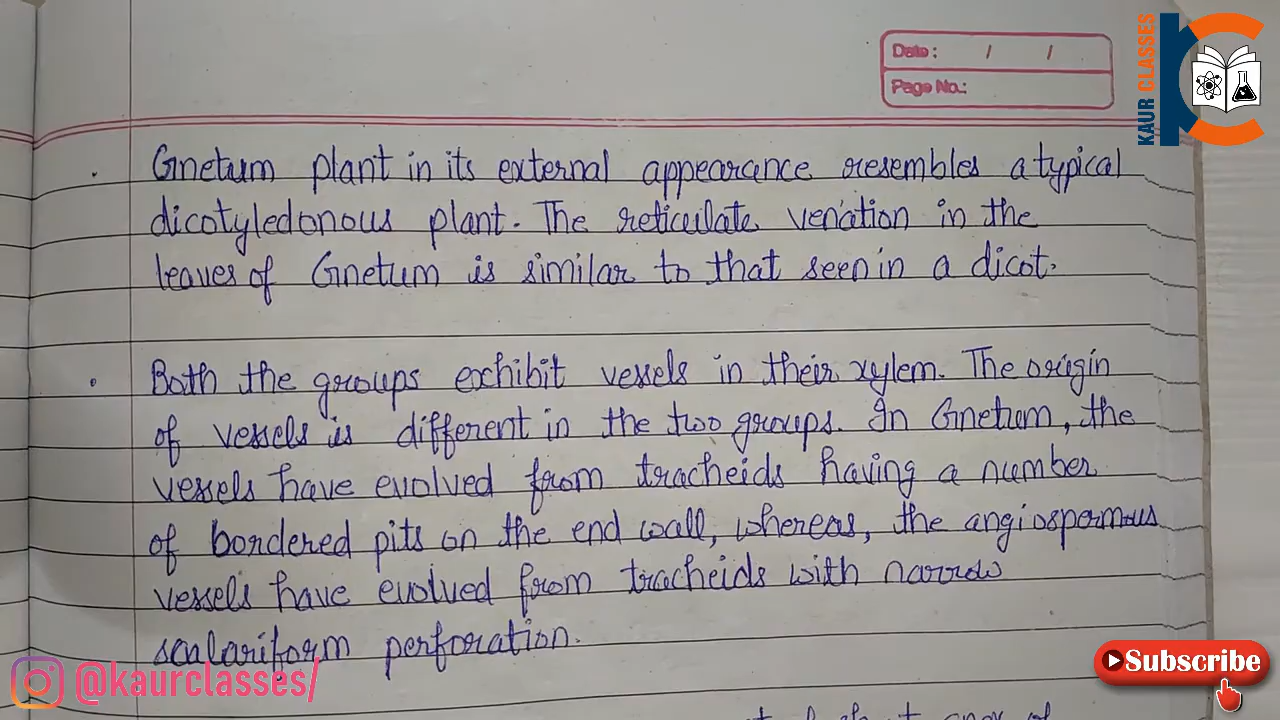 Date: / /
Page No.:
KAUR CLASSES
. Gnetum plant in its external appearance resembles a typical
dicotyledonous plant. The reticulate venation in the
leaves of Gnetum is similar to that seen in a dicot.
. Both the groups exhibit vessels in their xylem. The origin
of vessels is different in the two groups. In Gnetum, the
vessels have evolved from tracheids having a number
of bordered pits on the end wall, whereas, the angiospermous
vessels have evolved from tracheids with narrow
scalariform perforation.
@kaurclasses/
Subscribe